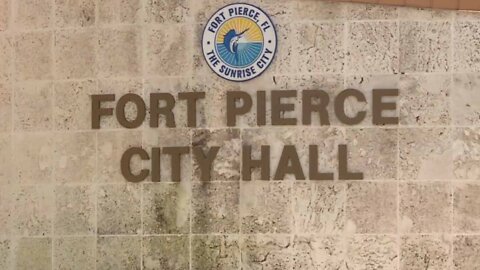 FORT PIERCE, FL
THE SUNRISE CITY
FORT PIERCE
CITY HALL